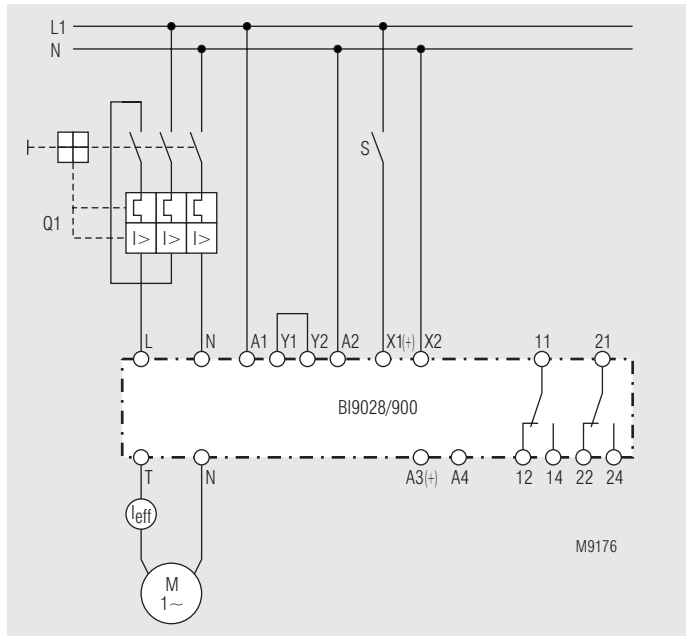 L1
N
S
Q1
I> I> I>
L N A1 Y1 Y2 A2 X1(+) X2 11 21
BI9028/900
T N A3(+) A4 12 14 22 24
Ieff
M9176
M
1~